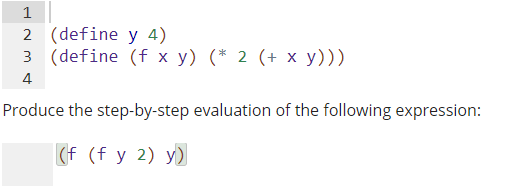 1
2 (define y 4)
3 (define (f x y) (* 2 (+ x y)))
4
Produce the step-by-step evaluation of the following expression:
(f (f y 2) y)